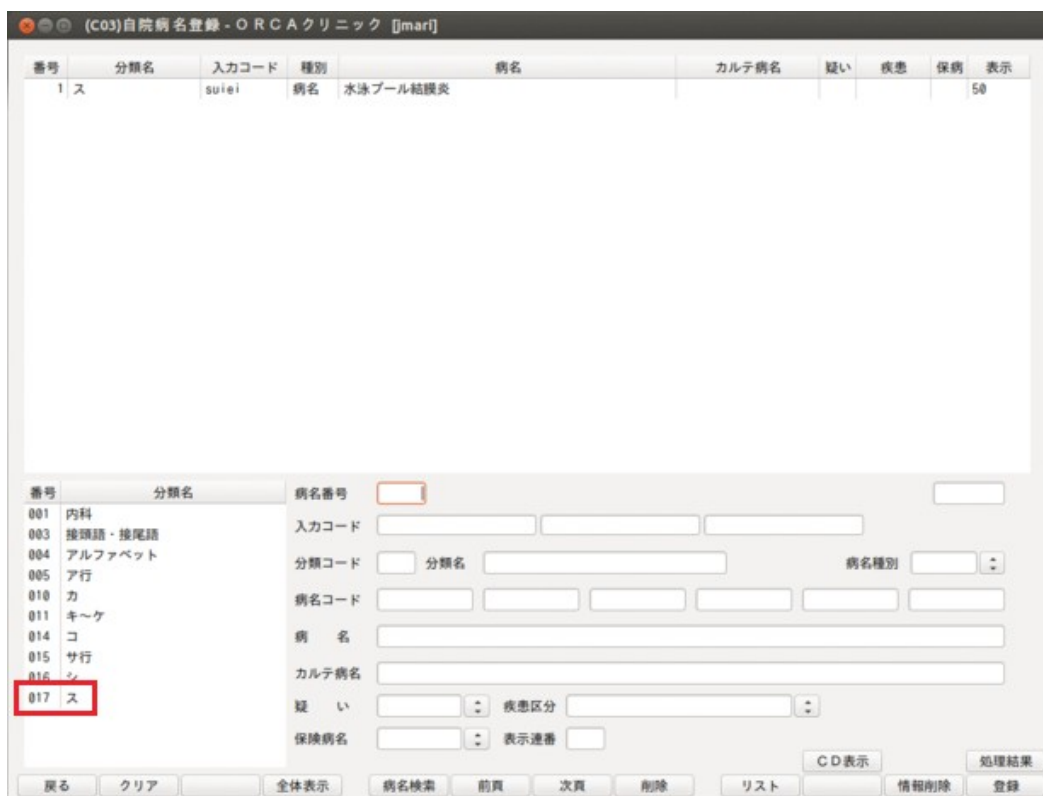 (C03)自院病名登録 - ＯＲＣＡクリニック [jmari]
番号 分類名 入力コード 種別 病名 カルテ病名 疑い 疾患 保病 表示
1 ス suiei 病名 水泳プール結膜炎 50
番号 分類名
001 内科
003 接頭語・接尾語
004 アルファベット
005 ア行
010 カ
011 キ～ケ
014 コ
015 サ行
016 シ
017 ス
病名番号
入力コード
分類コード 分類名 病名種別
病名コード
病 名
カルテ病名
疑 い 疾患区分
保険病名 表示連番
ＣＤ表示 処理結果
戻る クリア 全体表示 病名検索 前頁 次頁 削除 リスト 情報削除 登録